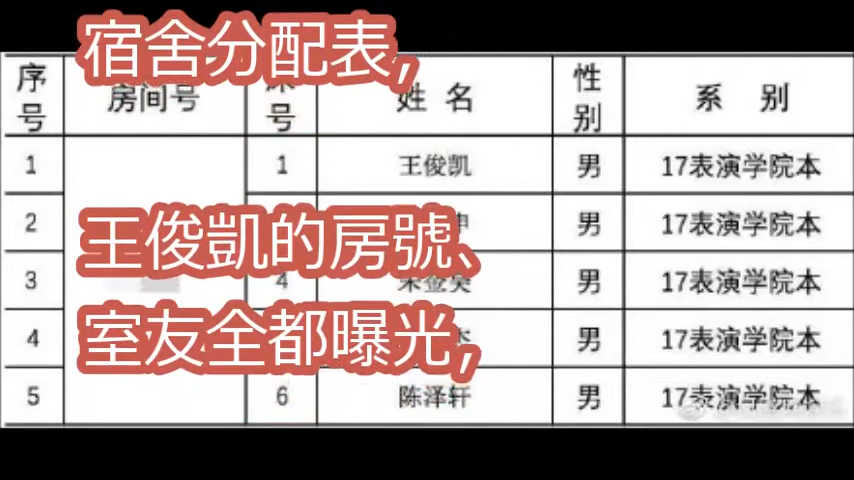 宿舍分配表,
序号 房间号 床号 姓 名 性别 系 别
1 1 王俊凯 男 17表演学院本
2 男 17表演学院本
王俊凱的房號、
3 4 男 17表演学院本
室友全都曝光,
4 男 17表演学院本
5 6 陈泽轩 男 17表演学院本